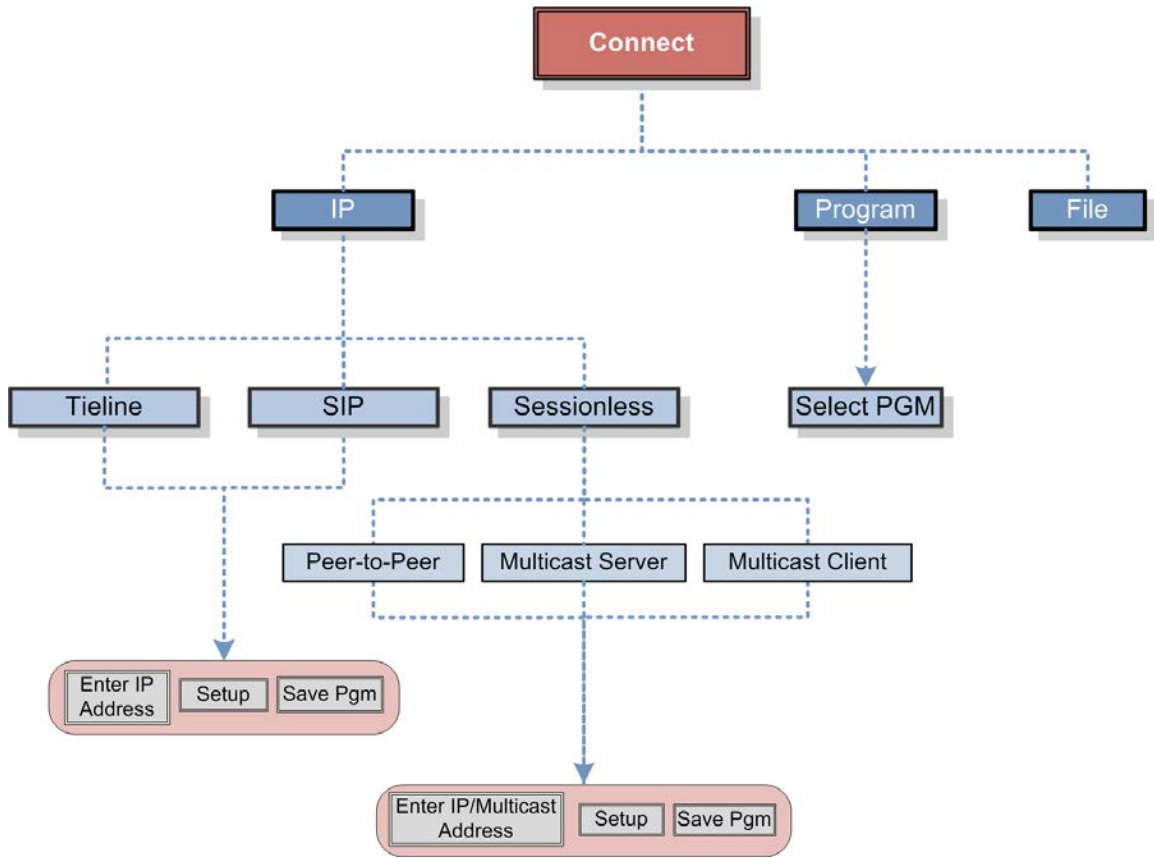 Connect
IP
Program
File
Tieline
SIP
Sessionless
Select PGM
Peer-to-Peer
Multicast Server
Multicast Client
Enter IP
Address
Setup
Save Pgm
Enter IP/Multicast
Address
Setup
Save Pgm